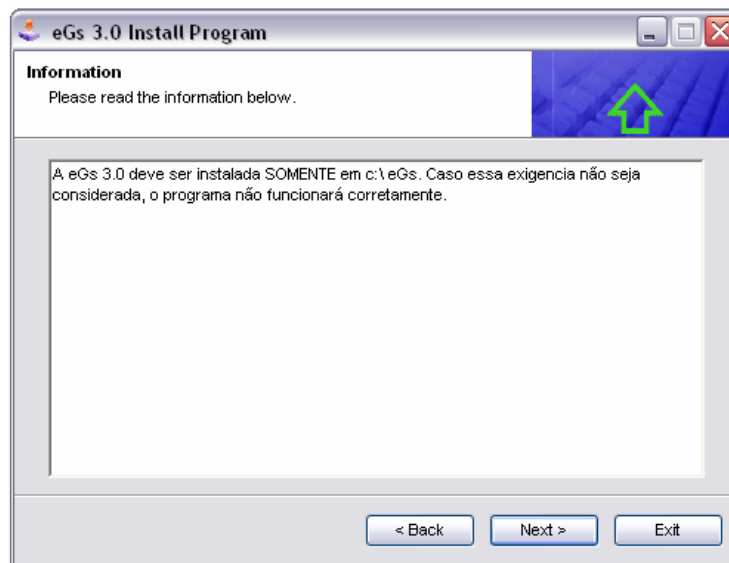 eGs 3.0 Install Program
Information
Please read the information below.
A eGs 3.0 deve ser instalada SOMENTE em c:\ eGs. Caso essa exigencia não seja
considerada, o programa não funcionará corretamente.
< Back Next > Exit